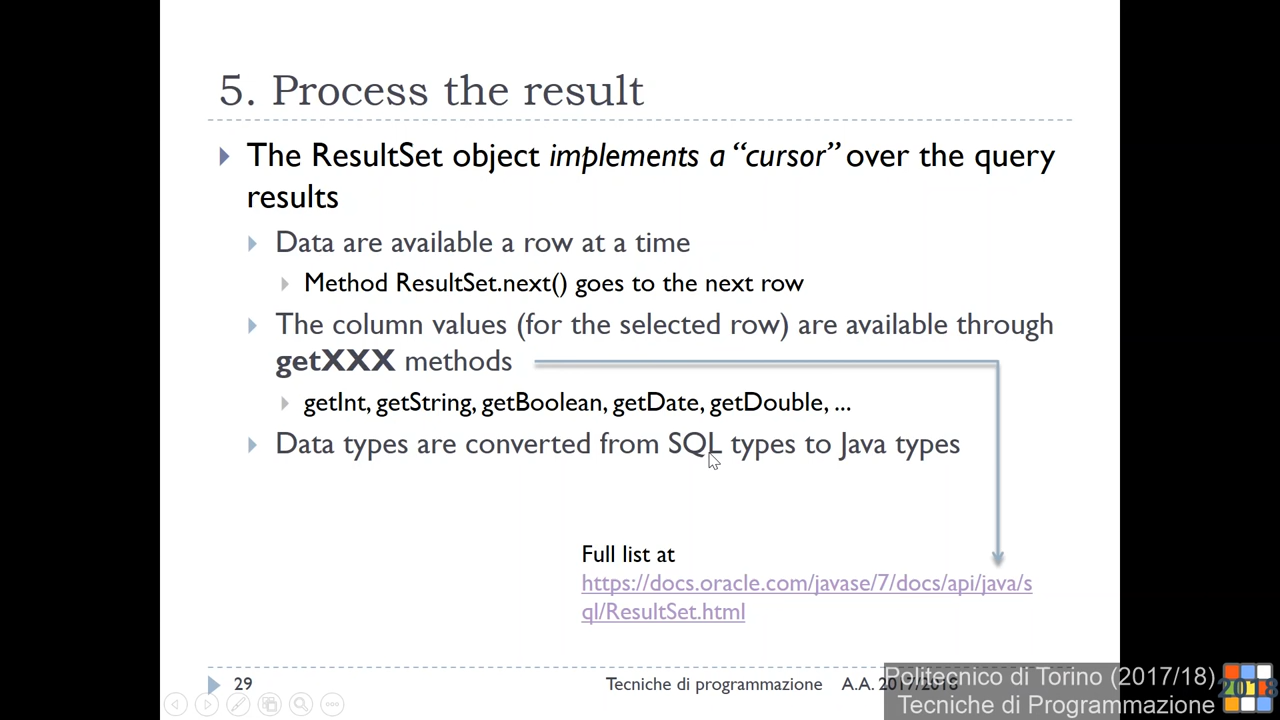 5. Process the result
The ResultSet object implements a “cursor” over the query
results
Data are available a row at a time
Method ResultSet.next() goes to the next row
The column values (for the selected row) are available through
getXXX methods
getInt, getString, getBoolean, getDate, getDouble, ...
Data types are converted from SQL types to Java types
Full list at
https://docs.oracle.com/javase/7/docs/api/java/s
ql/ResultSet.html
29
Tecniche di programmazione A.A. 2017/2018
Politecnico di Torino (2017/18)
Tecniche di Programmazione
2018